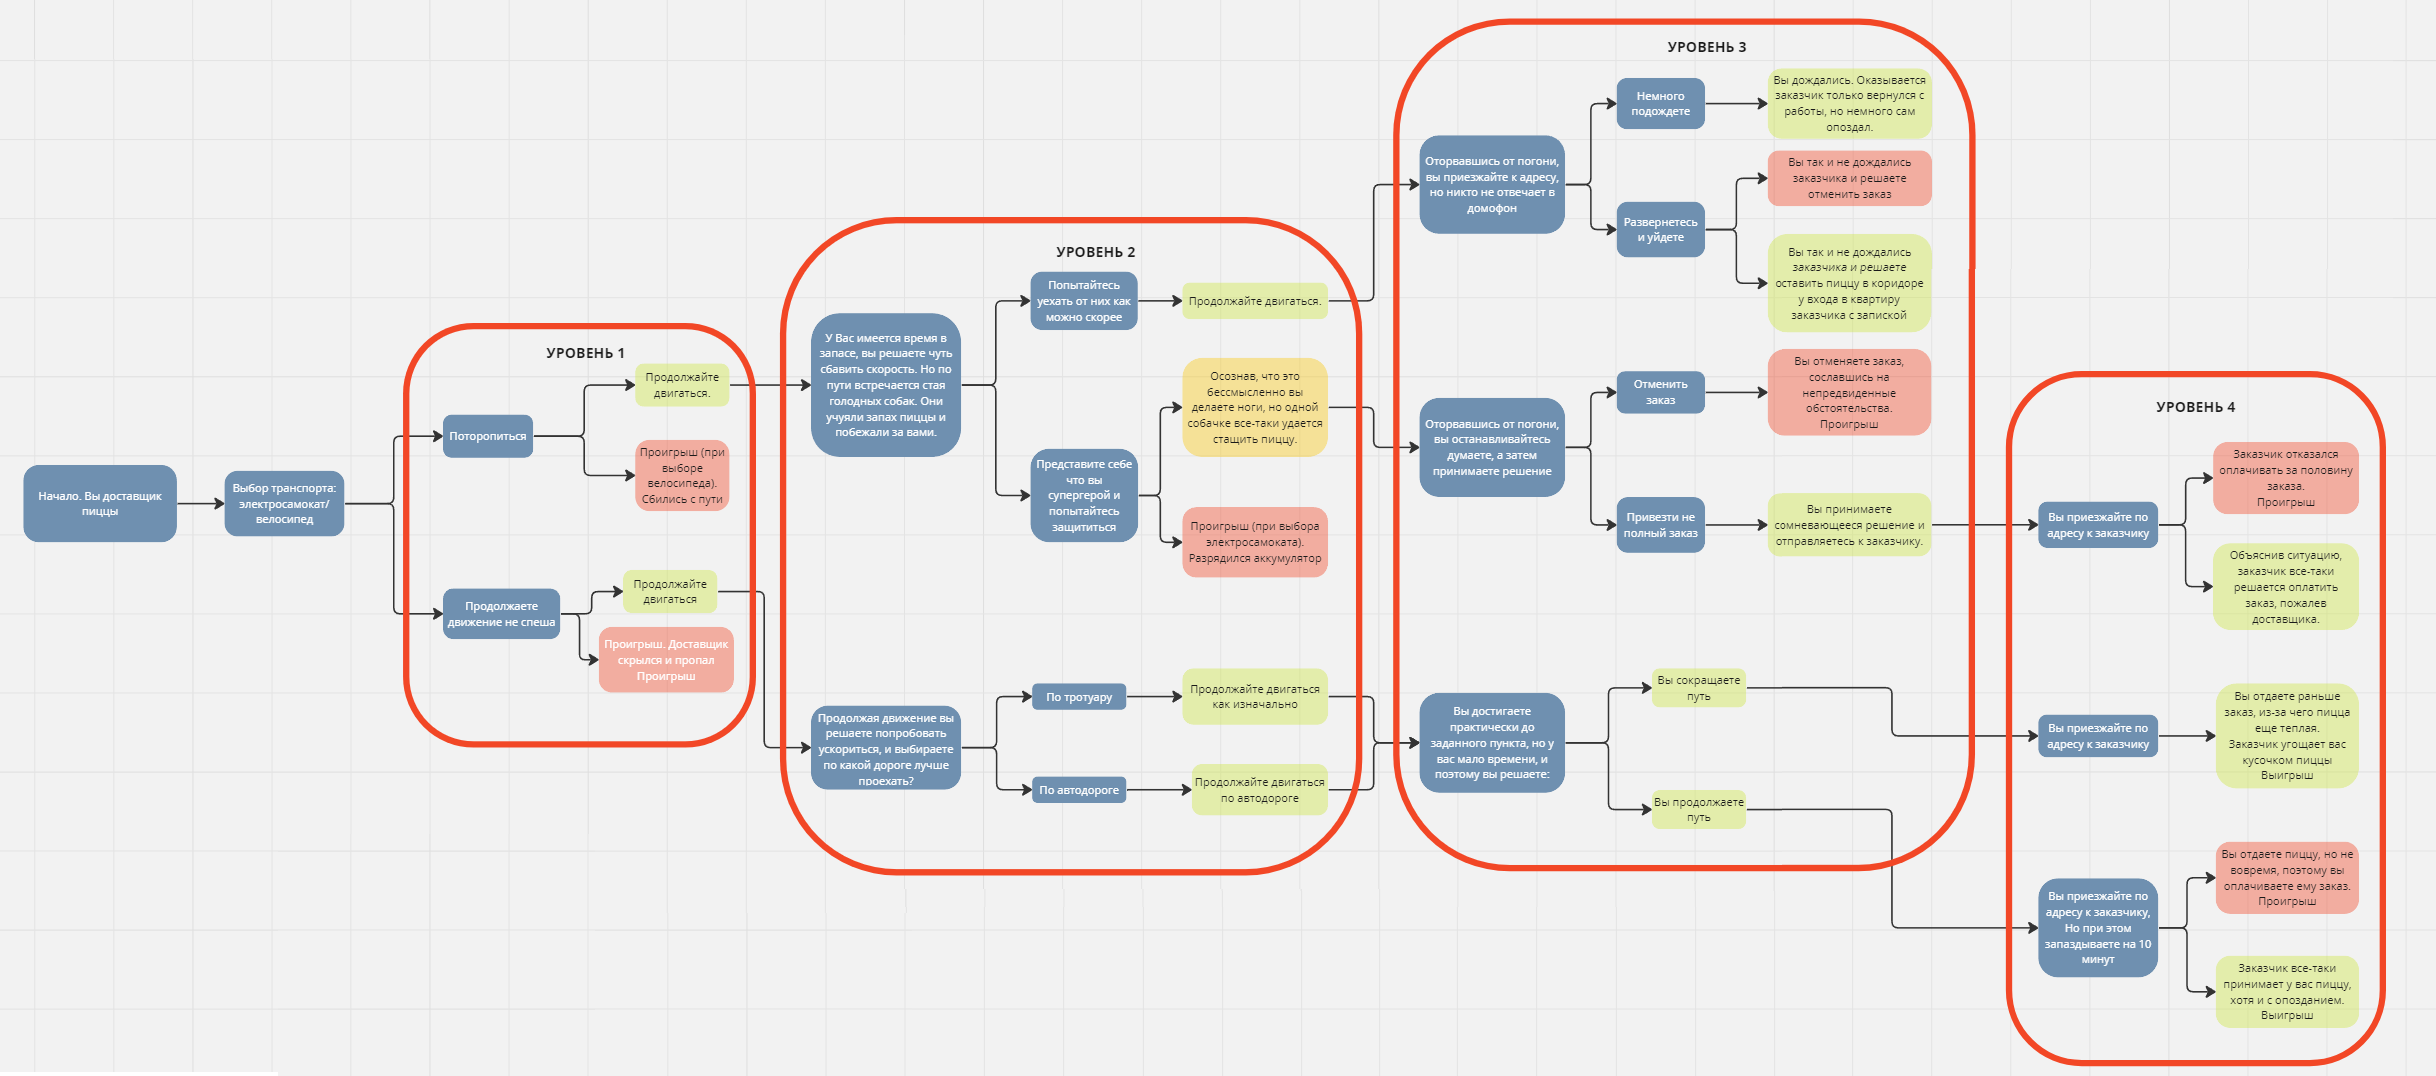 Начало. Вы доставщик
пиццы
Выбор транспорта:
электросамокат/
велосипед
УРОВЕНЬ 1
Поторопиться
Продолжайте
двигаться.
Проигрыш (при
выборе
велосипеда).
Сбились с пути
Продолжаете
движение не спеша
Продолжайте
двигаться
Проигрыш. Доставщик
скрылся и пропал
Проигрыш
УРОВЕНЬ 2
У Вас имеется время в
запасе, вы решаете чуть
сбавить скорость. Но по
пути встречается стая
голодных собак. Они
учуяли запах пиццы и
побежали за вами.
Попытайтесь
уехать от них как
можно скорее
Продолжайте двигаться.
Представите себе
что вы
супергерой и
попытайтесь
защититься
Осознав, что это
бессмысленно вы
делаете ноги, но одной
собачке все-таки удается
стащить пиццу.
Проигрыш (при выбора
электросамоката).
Разрядился аккумулятор
Продолжая движение вы
решаете попробовать
ускориться, и выбираете
по какой дороге лучше
проехать?
По тротуару
Продолжайте двигаться
как изначально
По автодороге
Продолжайте двигаться
по автодороге
УРОВЕНЬ 3
Оторвавшись от погони,
вы приезжайте к адресу,
но никто не отвечает в
домофон
Немного
подождете
Вы дождались. Оказывается
заказчик только вернулся с
работы, но немного сам
опоздал.
Развернетесь
и уйдете
Вы так и не дождались
заказчика и решаете
отменить заказ
Вы так и не дождались
заказчика и решаете
оставить пиццу в коридоре
у входа в квартиру
заказчика с запиской
Оторвавшись от погони,
вы останавливайтесь
думаете, а затем
принимаете решение
Отменить
заказ
Вы отменяете заказ,
сославшись на
непредвиденные
обстоятельства.
Проигрыш
Привезти не
полный заказ
Вы принимаете
сомневающееся решение и
отправляетесь к заказчику.
Вы достигаете
практически до
заданного пункта, но у
вас мало времени, и
поэтому вы решаете:
Вы сокращаете
путь
Вы продолжаете
путь
УРОВЕНЬ 4
Вы приезжайте по
адресу к заказчику
Заказчик отказался
оплачивать за половину
заказа.
Проигрыш
Объяснив ситуацию,
заказчик все-таки
решается оплатить
заказ, пожалев
доставщика.
Вы приезжайте по
адресу к заказчику
Вы отдаете раньше
заказ, из-за чего пицца
еще теплая.
Заказчик угощает вас
кусочком пиццы
Выигрыш
Вы приезжайте по
адресу к заказчику,
Но при этом
запаздываете на 10
минут
Вы отдаете пиццу, но не
вовремя, поэтому вы
оплачиваете ему заказ.
Проигрыш
Заказчик все-таки
принимает у вас пиццу,
хотя и с опозданием.
Выигрыш